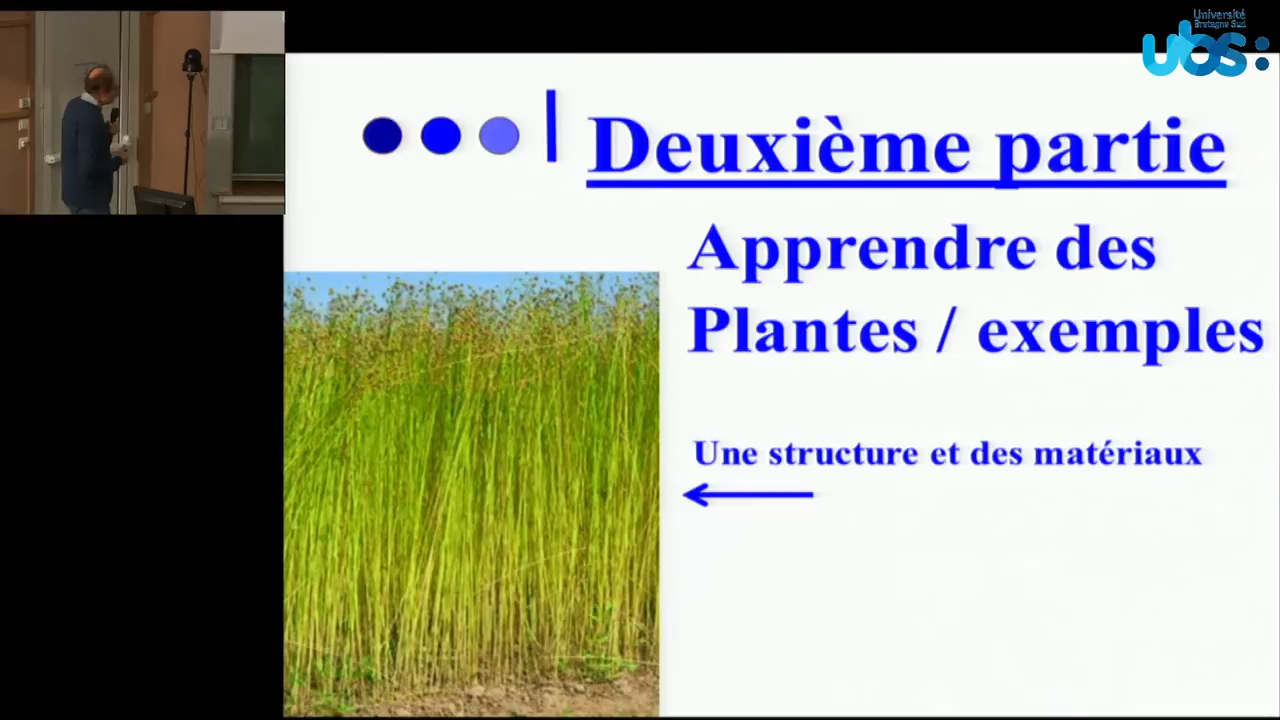 Université
Bretagne Sud
ubs:
Deuxième partie
Apprendre des
Plantes / exemples
Une structure et des matériaux